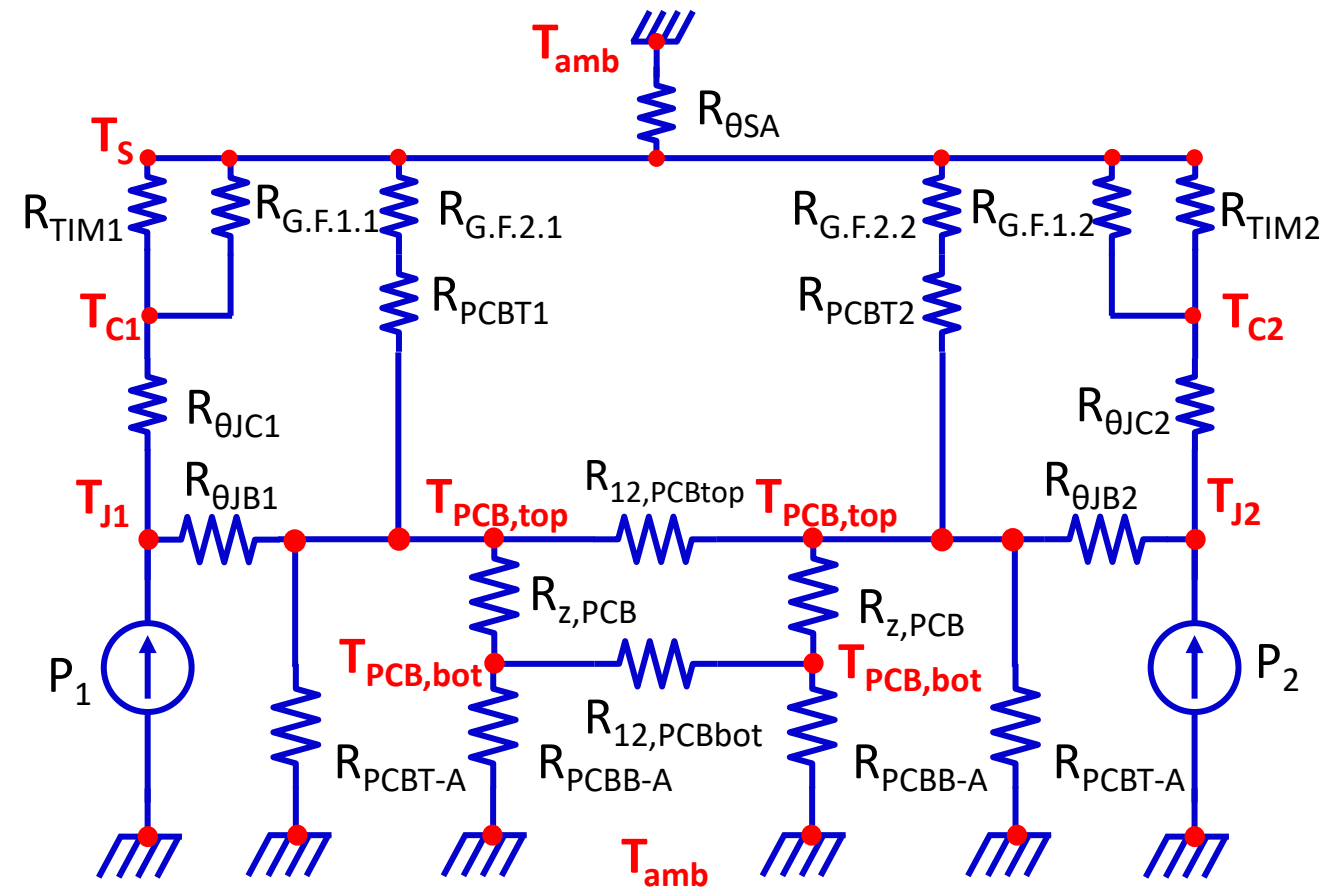 T_amb
R_θSA
T_S
R_TIM1
R_G.F.1.1
R_G.F.2.1
R_G.F.2.2
R_G.F.1.2
R_TIM2
T_C1
R_PCBT1
R_PCBT2
T_C2
R_θJC1
R_θJC2
T_J1
R_θJB1
T_PCB,top
R_12,PCBtop
T_PCB,top
R_θJB2
T_J2
R_z,PCB
R_z,PCB
P_1
T_PCB,bot
T_PCB,bot
P_2
R_12,PCBbot
R_PCBT-A
R_PCBB-A
R_PCBB-A
R_PCBT-A
T_amb